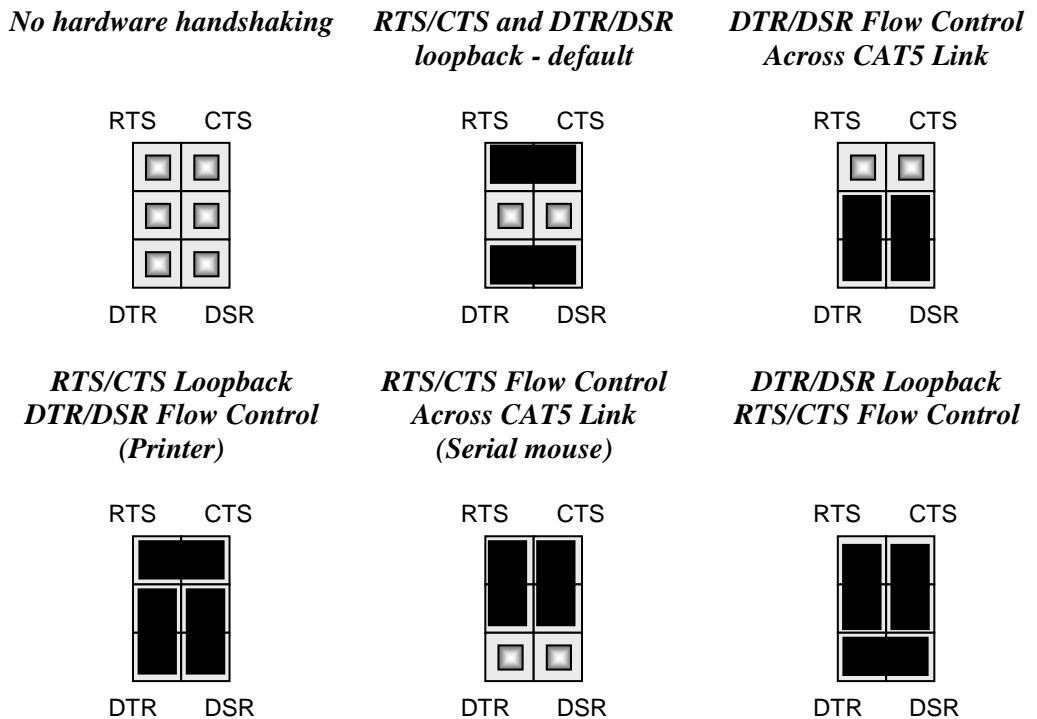 No hardware handshaking
RTS/CTS and DTR/DSR
loopback - default
DTR/DSR Flow Control
Across CAT5 Link
RTS CTS
DTR DSR
RTS CTS
DTR DSR
RTS CTS
DTR DSR
RTS/CTS Loopback
DTR/DSR Flow Control
(Printer)
RTS/CTS Flow Control
Across CAT5 Link
(Serial mouse)
DTR/DSR Loopback
RTS/CTS Flow Control
RTS CTS
DTR DSR
RTS CTS
DTR DSR
RTS CTS
DTR DSR